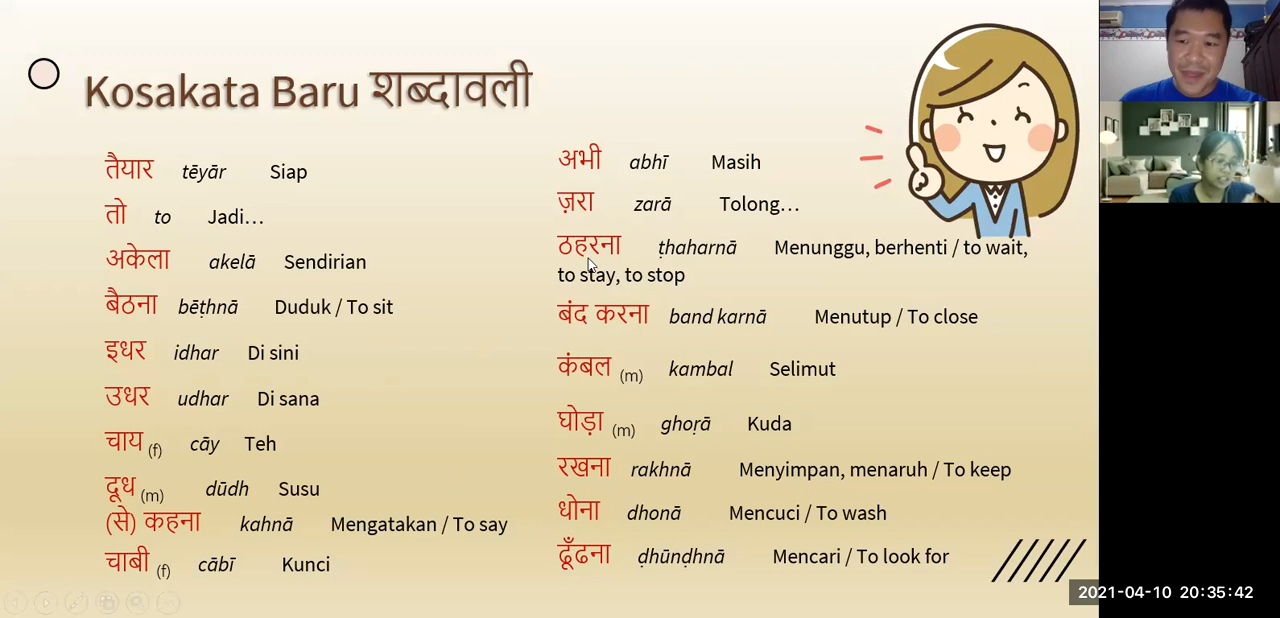 Kosakata Baru शब्दावली
तैयार tēyār Siap
तो to Jadi…
अकेला akelā Sendirian
बैठना bēṭhnā Duduk / To sit
इधर idhar Di sini
उधर udhar Di sana
चाय (f) cāy Teh
दूध (m) dūdh Susu
(से) कहना kahnā Mengatakan / To say
चाबी (f) cābī Kunci
अभी abhī Masih
ज़रा zarā Tolong…
ठहरना ṭhaharnā Menunggu, berhenti / to wait,
to stay, to stop
बंद करना band karnā Menutup / To close
कंबल (m) kambal Selimut
घोड़ा (m) ghoṛā Kuda
रखना rakhnā Menyimpan, menaruh / To keep
धोना dhonā Mencuci / To wash
ढूँढना ḍhūṇḍhnā Mencari / To look for
2021-04-10 20:35:42